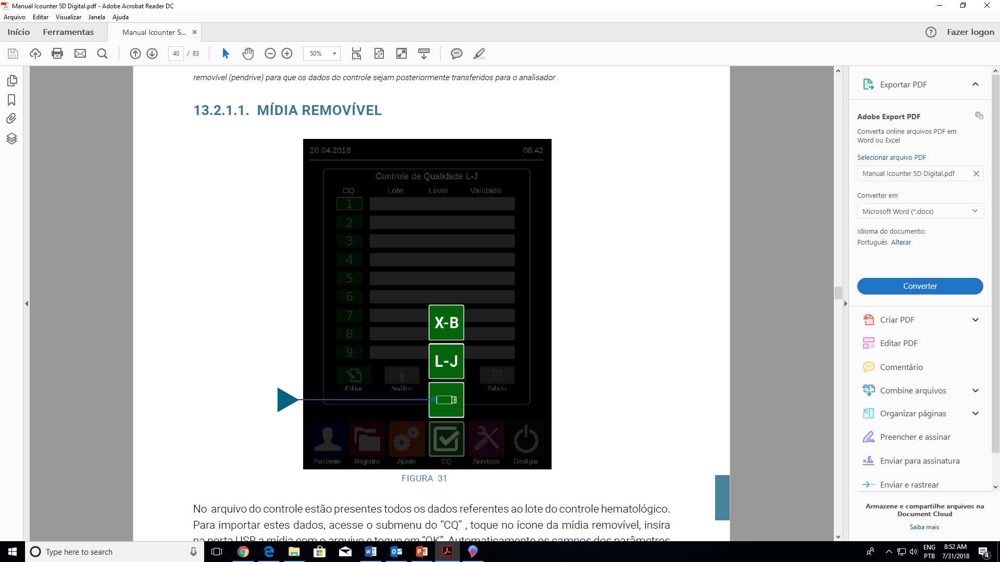 Manual Icounter 5D Digital.pdf - Adobe Acrobat Reader DC
Arquivo Editar Visualizar Janela Ajuda
Início Ferramentas Manual Icounter 5... × Fazer logon
40 / 83 50%
removível (pendrive) para que os dados do controle sejam posteriormente transferidos para o analisador .
13.2.1.1. MÍDIA REMOVÍVEL
20.04.2018 08:42
Controle de Qualidade L-J
CQ Lote Level Validade
1
2
3
4
5
6
7
8
9
X-B
L-J
Editar Análise Tabela
Paciente Registro Ajuste CQ Serviços Desligar
FIGURA 31
No arquivo do controle estão presentes todos os dados referentes ao lote do controle hematológico.
Para importar estes dados, acesse o submenu do “CQ” , toque no ícone da mídia removível, insira
na porta USB a mídia com o arquivo e toque em “OK”. Automaticamente os campos dos parâmetros
Exportar PDF
Adobe Export PDF
Converta online arquivos PDF em
Word ou Excel
Selecionar arquivo PDF
Manual Icounter 5D Digital.pdf
Converter em
Microsoft Word (*.docx)
Idioma do documento:
Português Alterar
Converter
Criar PDF
Editar PDF
Comentário
Combine arquivos
Organizar páginas
Preencher e assinar
Enviar para assinatura
Enviar e rastrear
Armazene e compartilhe arquivos na
Document Cloud
Saiba mais
Type here to search
ENG
PTB
8:52 AM
7/31/2018
4